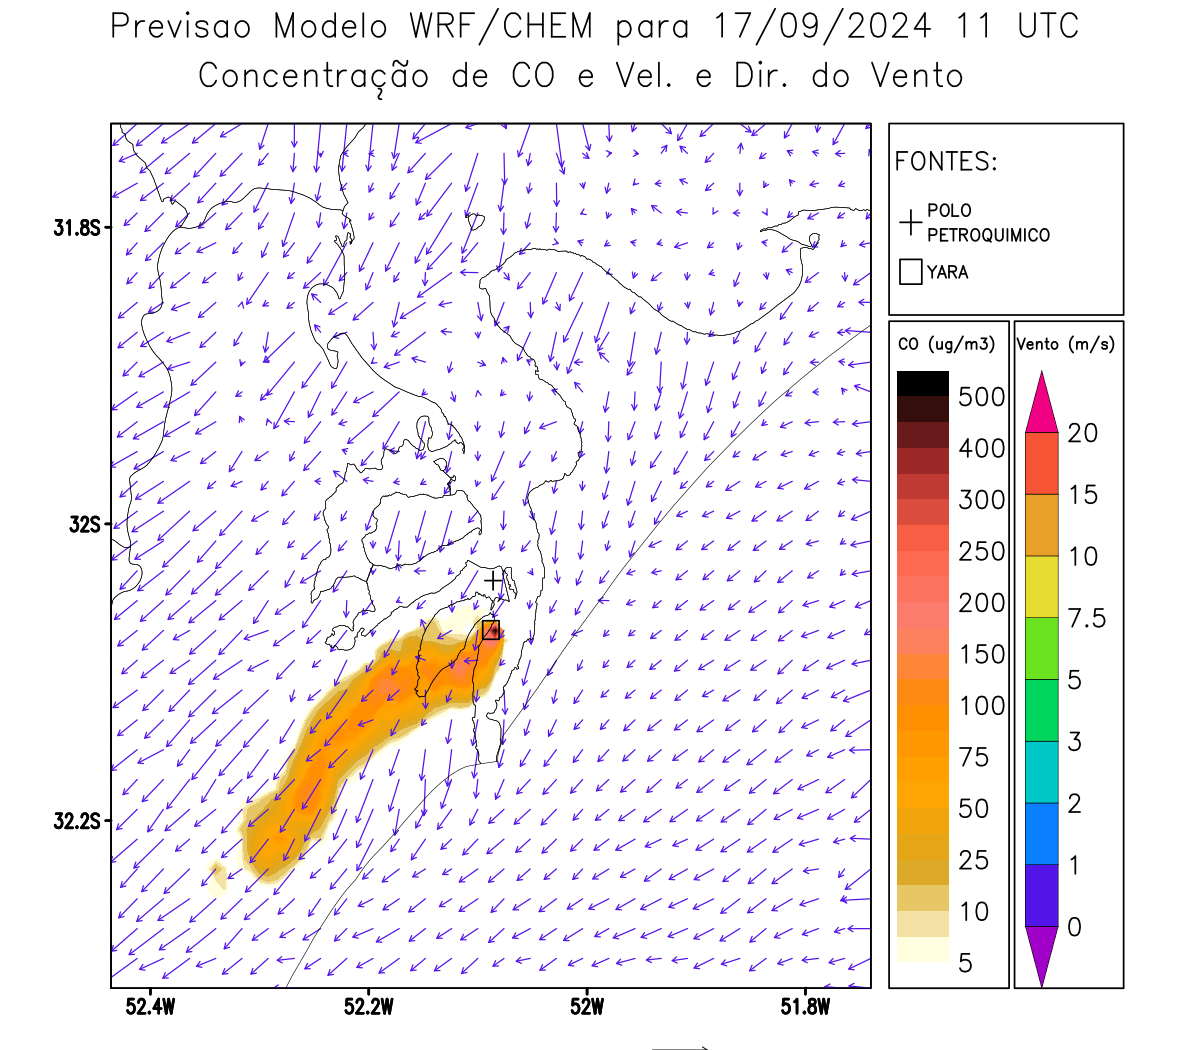 Previsao Modelo WRF/CHEM para 17/09/2024 11 UTC
Concentração de CO e Vel. e Dir. do Vento
FONTES:
POLO
PETROQUIMICO
YARA
CO (ug/m3)
500
400
300
250
200
150
100
75
50
25
10
5
Vento (m/s)
20
15
10
7.5
5
3
2
1
0
31.8S
32S
32.2S
52.4W
52.2W
52W
51.8W